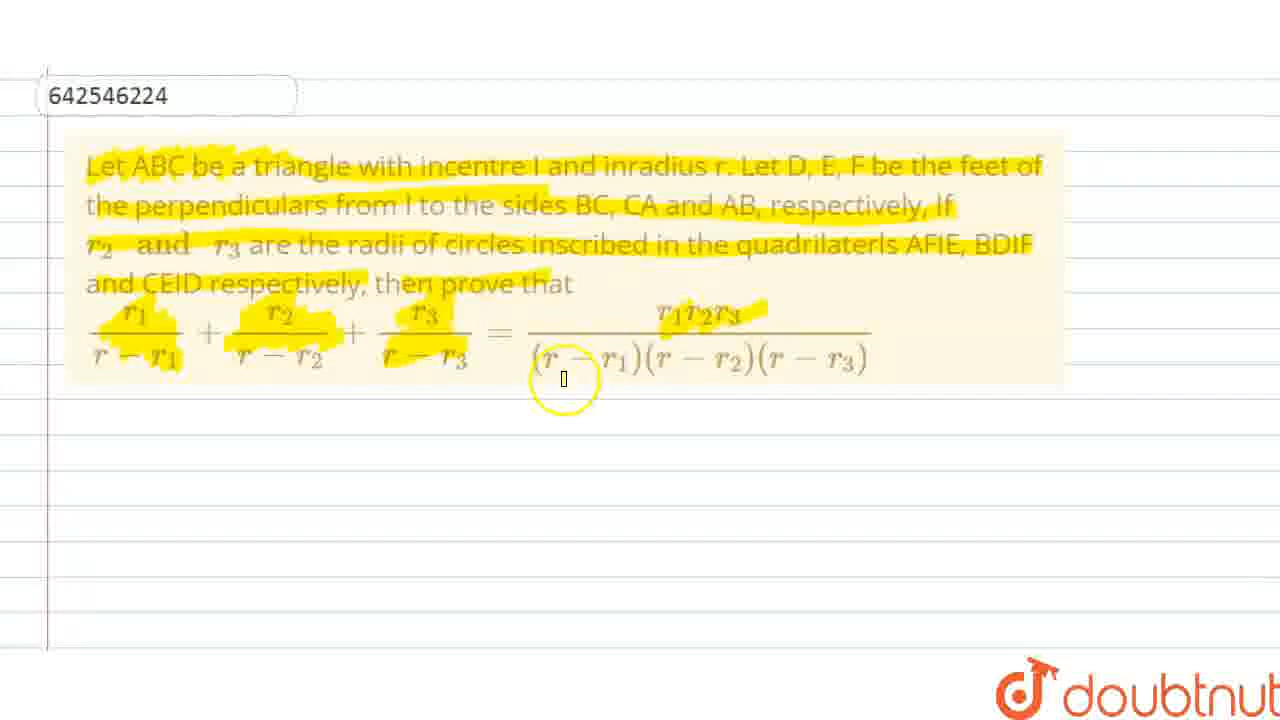 642546224
Let ABC be a triangle with incentre I and inradius r. Let D, E, F be the feet of
the perpendiculars from I to the sides BC, CA and AB, respectively, If
r₂ and r₃ are the radii of circles inscribed in the quadrilaterls AFIE, BDIF
and CEID respectively, then prove that
r₁/(r − r₁) + r₂/(r − r₂) + r₃/(r − r₃) = r₁r₂r₃/((r − r₁)(r − r₂)(r − r₃))
doubtnut